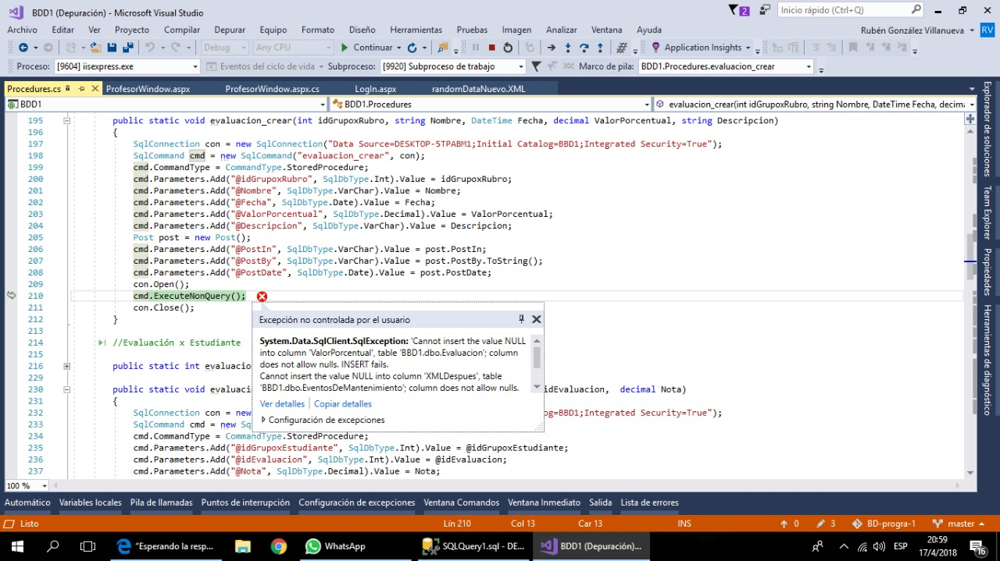 BDD1 (Depuración) - Microsoft Visual Studio
2
Inicio rápido (Ctrl+Q)
Archivo Editar Ver Proyecto Compilar Depurar Equipo Formato Diseño Herramientas Pruebas Imagen Analizar Ventana Ayuda
Rubén González Villanueva RV
Debug Any CPU Continuar Application Insights
Proceso: [9604] iisexpress.exe Eventos del ciclo de vida Subproceso: [9920] Subproceso de trabajo Marco de pila: BDD1.Procedures.evaluacion_crear
Procedures.cs ProfesorWindow.aspx ProfesorWindow.aspx.cs LogIn.aspx randomDataNuevo.XML
BDD1 BDD1.Procedures evaluacion_crear(int idGrupoxRubro, string Nombre, DateTime Fecha, decima
195 public static void evaluacion_crear(int idGrupoxRubro, string Nombre, DateTime Fecha, decimal ValorPorcentual, string Descripcion)
196 {
197 SqlConnection con = new SqlConnection("Data Source=DESKTOP-5TPABM1;Initial Catalog=BDD1;Integrated Security=True");
198 SqlCommand cmd = new SqlCommand("evaluacion_crear", con);
199 cmd.CommandType = CommandType.StoredProcedure;
200 cmd.Parameters.Add("@idGrupoxRubro", SqlDbType.Int).Value = idGrupoxRubro;
201 cmd.Parameters.Add("@Nombre", SqlDbType.VarChar).Value = Nombre;
202 cmd.Parameters.Add("@Fecha", SqlDbType.Date).Value = Fecha;
203 cmd.Parameters.Add("@ValorPorcentual", SqlDbType.Decimal).Value = ValorPorcentual;
204 cmd.Parameters.Add("@Descripcion", SqlDbType.VarChar).Value = Descripcion;
205 Post post = new Post();
206 cmd.Parameters.Add("@PostIn", SqlDbType.VarChar).Value = post.PostIn;
207 cmd.Parameters.Add("@PostBy", SqlDbType.VarChar).Value = post.PostBy.ToString();
208 cmd.Parameters.Add("@PostDate", SqlDbType.Date).Value = post.PostDate;
209 con.Open();
210 cmd.ExecuteNonQuery();
211 con.Close();
212 }
213
214 //Evaluación x Estudiante
215
216 public static int evaluacio
229
230 public static void evalua idEvaluacion, decimal Nota)
231 {
232 SqlConnection con = new og=BDD1;Integrated Security=True");
233 SqlCommand cmd = new Sq
234 cmd.CommandType = CommandType.StoredProcedure;
235 cmd.Parameters.Add("@idGrupoxEstudiante", SqlDbType.Int).Value = @idGrupoxEstudiante;
236 cmd.Parameters.Add("@idEvaluacion", SqlDbType.Int).Value = @idEvaluacion;
237 cmd.Parameters.Add("@Nota", SqlDbType.Decimal).Value = Nota;
Excepción no controlada por el usuario
System.Data.SqlClient.SqlException: 'Cannot insert the value NULL
into column 'ValorPorcentual', table 'BBD1.dbo.Evaluacion'; column
does not allow nulls. INSERT fails.
Cannot insert the value NULL into column 'XMLDespues', table
'BBD1.dbo.EventosDeMantenimiento'; column does not allow nulls.
Ver detalles Copiar detalles
Configuración de excepciones
Explorador de soluciones
Team Explorer
Propiedades
Herramientas de diagnóstico
100 %
Automático Variables locales Pila de llamadas Puntos de interrupción Configuración de excepciones Ventana Comandos Ventana Inmediato Salida Lista de errores
Listo Lín 210 Col 13 Car 13 INS 0 3 BD-progra-1 master
"Esperando la resp... WhatsApp SQLQuery1.sql - DE... BDD1 (Depuración)...
ESP
20:59
17/4/2018
16